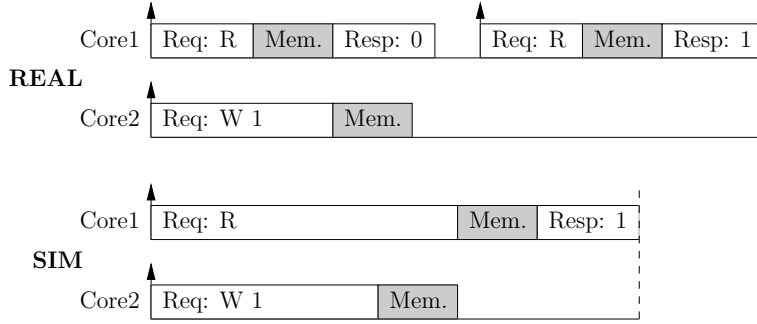 Core1 Req: R Mem. Resp: 0 Req: R Mem. Resp: 1
REAL
Core2 Req: W 1 Mem.
Core1 Req: R Mem. Resp: 1
SIM
Core2 Req: W 1 Mem.